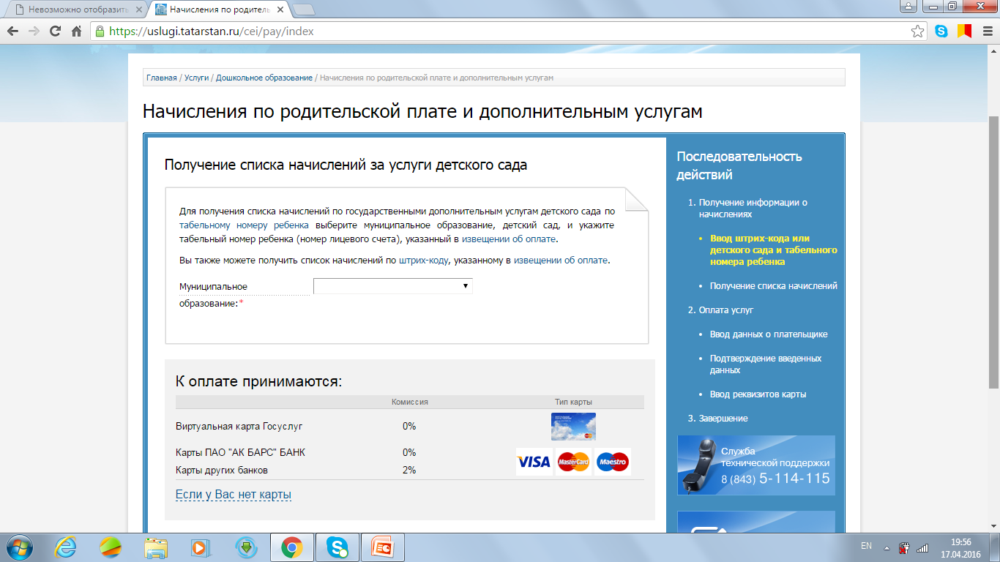 Невозможно отобразить
Начисления по родитель
https://uslugi.tatarstan.ru/cei/pay/index
Главная / Услуги / Дошкольное образование / Начисления по родительской плате и дополнительным услугам
Начисления по родительской плате и дополнительным услугам
Получение списка начислений за услуги детского сада
Для получения списка начислений по государственными дополнительным услугам детского сада по
табельному номеру ребенка выберите муниципальное образование, детский сад, и укажите
табельный номер ребенка (номер лицевого счета), указанный в извещении об оплате.
Вы также можете получить список начислений по штрих-коду, указанному в извещении об оплате.
Муниципальное
образование:*
К оплате принимаются:
Комиссия Тип карты
Виртуальная карта Госуслуг 0%
Карты ПАО "АК БАРС" БАНК 0%
VISA MasterCard Maestro
Карты других банков 2%
Если у Вас нет карты
Последовательность
действий
1. Получение информации о
начислениях
• Ввод штрих-кода или
детского сада и табельного
номера ребенка
• Получение списка начислений
2. Оплата услуг
• Ввод данных о плательщике
• Подтверждение введенных
данных
• Ввод реквизитов карты
3. Завершение
Служба
технической поддержки
8 (843) 5-114-115
EN
19:56
17.04.2016